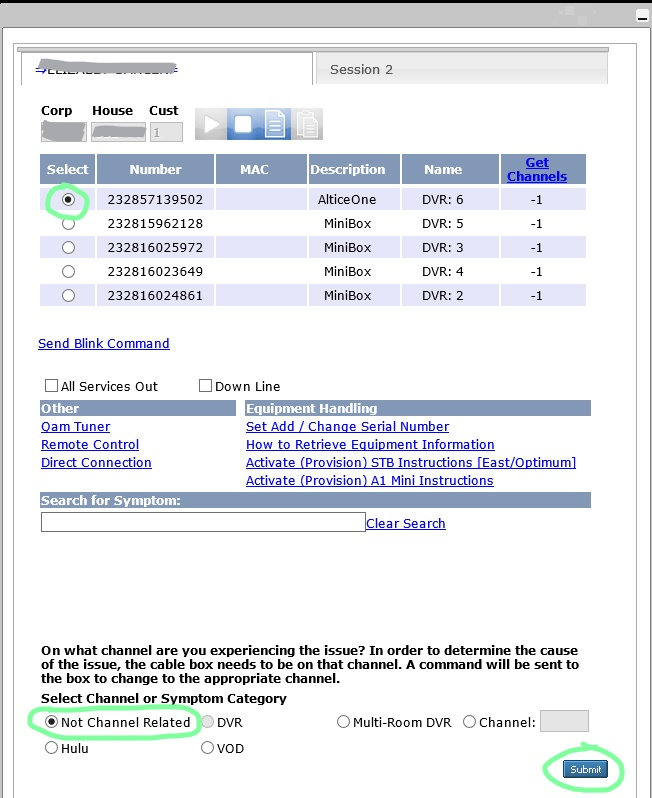 Session 2
Corp House Cust
1
Select Number MAC Description Name Get Channels
232857139502 AlticeOne DVR: 6 -1
232815962128 MiniBox DVR: 5 -1
232816025972 MiniBox DVR: 3 -1
232816023649 MiniBox DVR: 4 -1
232816024861 MiniBox DVR: 2 -1
Send Blink Command
All Services Out Down Line
Other Equipment Handling
Qam Tuner Set Add / Change Serial Number
Remote Control How to Retrieve Equipment Information
Direct Connection Activate (Provision) STB Instructions [East/Optimum]
Activate (Provision) A1 Mini Instructions
Search for Symptom:
Clear Search
On what channel are you experiencing the issue? In order to determine the cause
of the issue, the cable box needs to be on that channel. A command will be sent to
the box to change to the appropriate channel.
Select Channel or Symptom Category
Not Channel Related DVR Multi-Room DVR Channel:
Hulu VOD
Submit